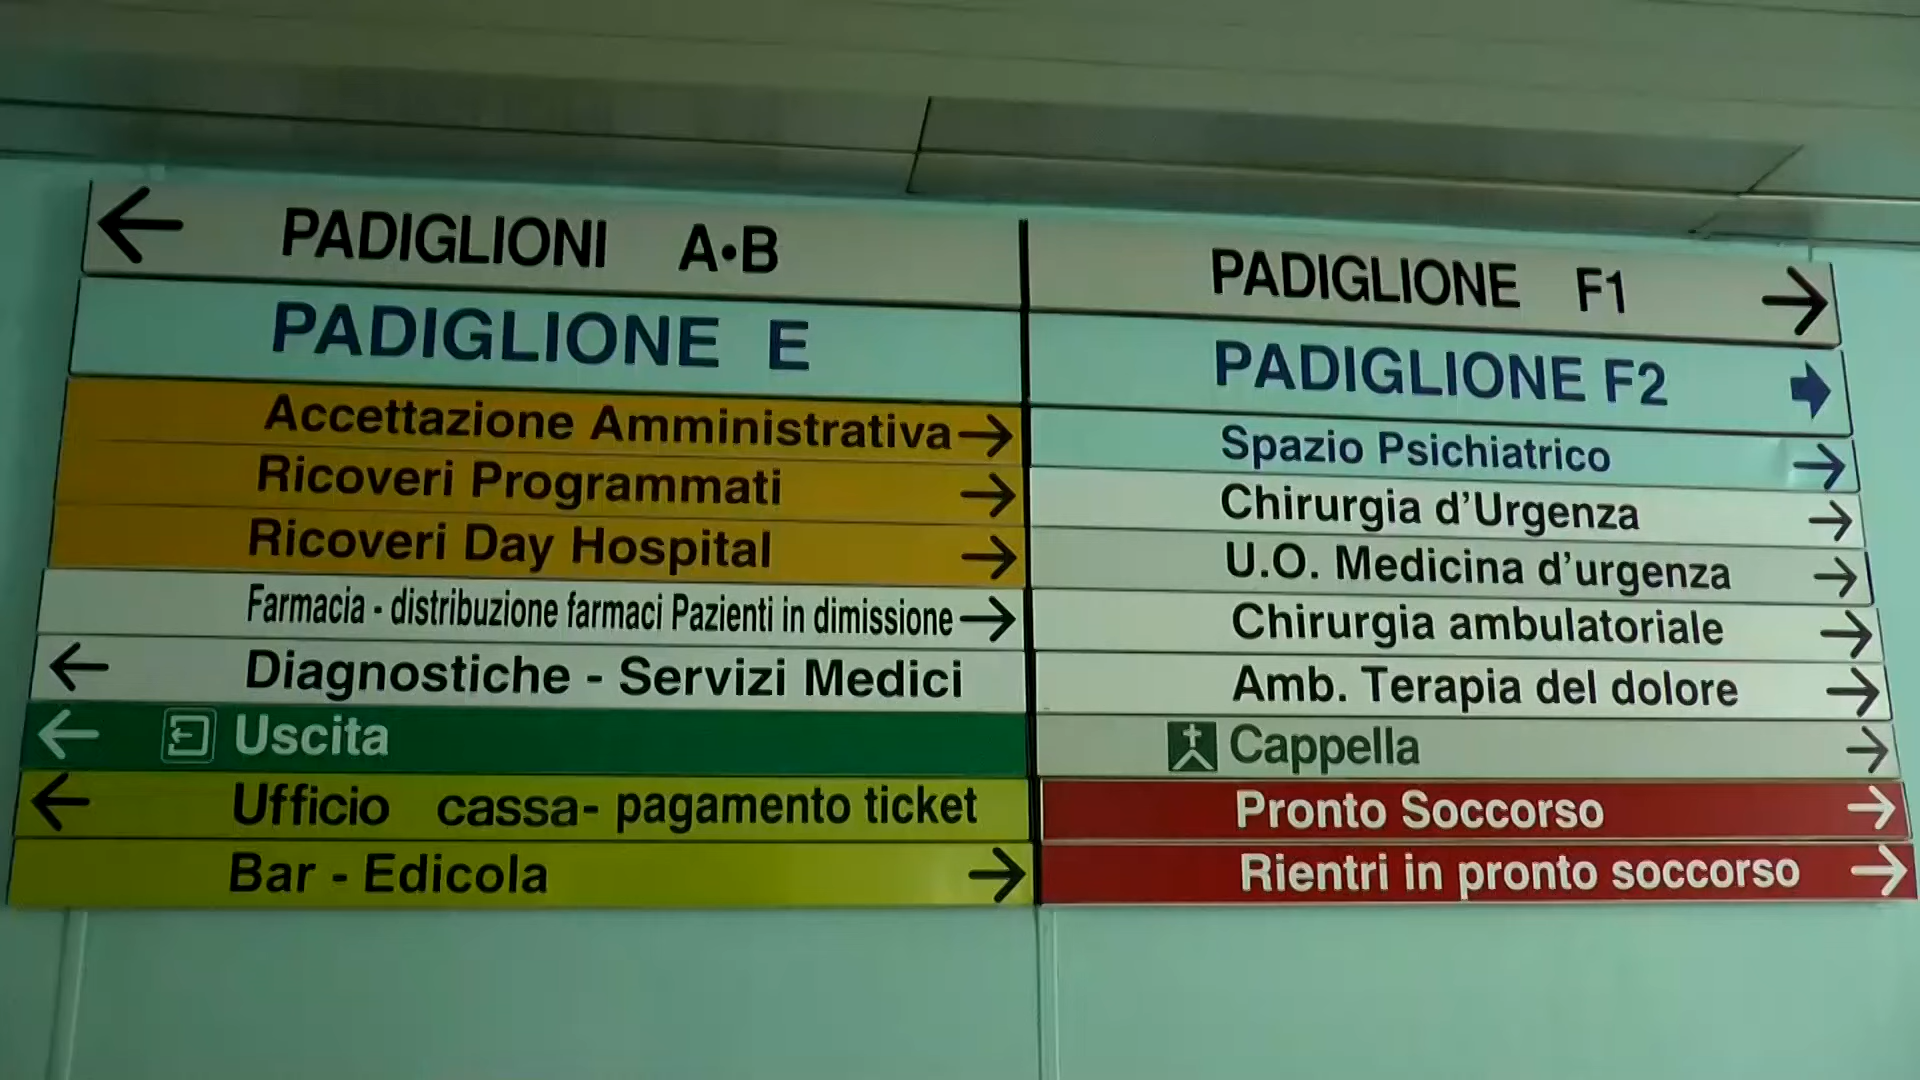 PADIGLIONI A•B
PADIGLIONE E
Accettazione Amministrativa
Ricoveri Programmati
Ricoveri Day Hospital
Farmacia - distribuzione farmaci Pazienti in dimissione
Diagnostiche - Servizi Medici
Uscita
Ufficio cassa- pagamento ticket
Bar - Edicola
PADIGLIONE F1
PADIGLIONE F2
Spazio Psichiatrico
Chirurgia d'Urgenza
U.O. Medicina d'urgenza
Chirurgia ambulatoriale
Amb. Terapia del dolore
Cappella
Pronto Soccorso
Rientri in pronto soccorso